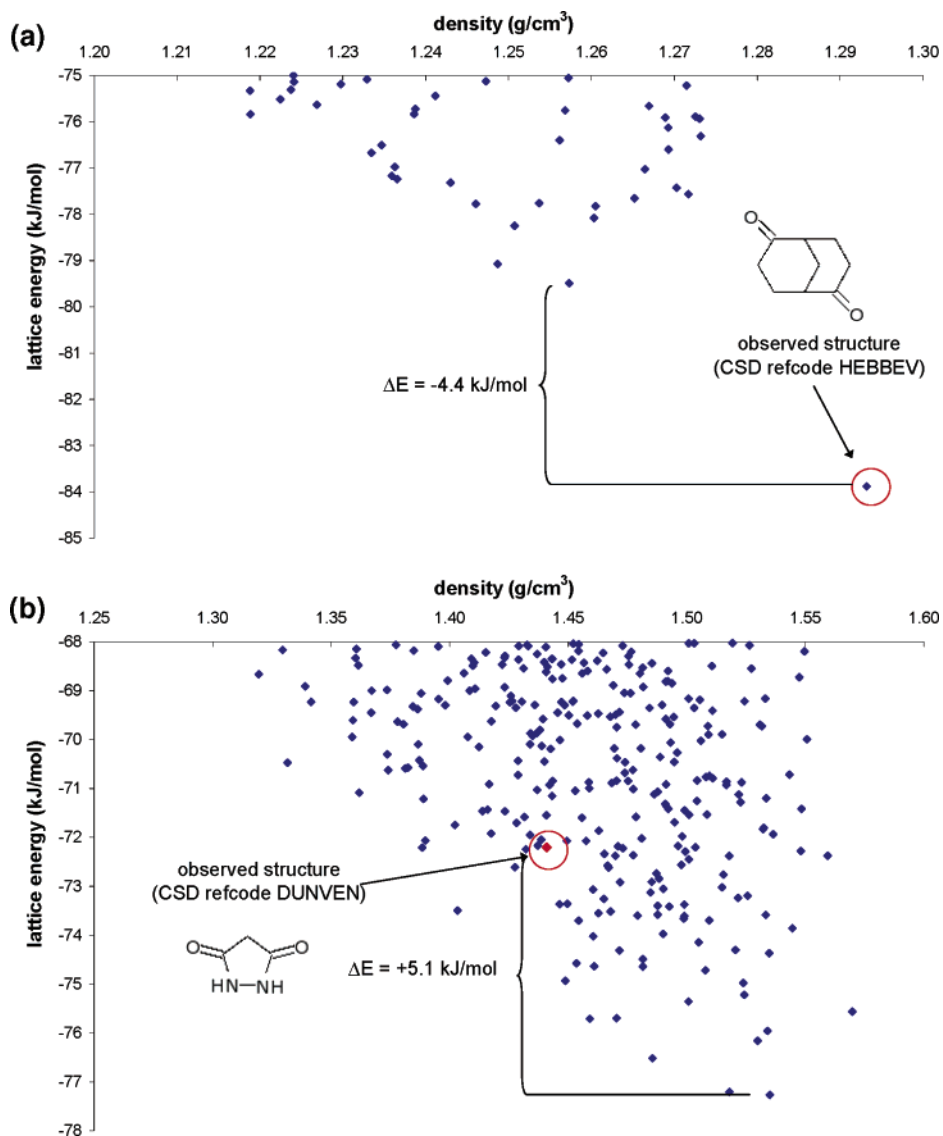 (a)
density (g/cm³)
1.20 1.21 1.22 1.23 1.24 1.25 1.26 1.27 1.28 1.29 1.30
lattice energy (kJ/mol)
-75
-76
-77
-78
-79
-80
-81
-82
-83
-84
-85
O
O
observed structure
(CSD refcode HEBBEV)
ΔE = -4.4 kJ/mol
(b)
density (g/cm³)
1.25 1.30 1.35 1.40 1.45 1.50 1.55 1.60
lattice energy (kJ/mol)
-68
-69
-70
-71
-72
-73
-74
-75
-76
-77
-78
observed structure
(CSD refcode DUNVEN)
O O
HN NH
ΔE = +5.1 kJ/mol